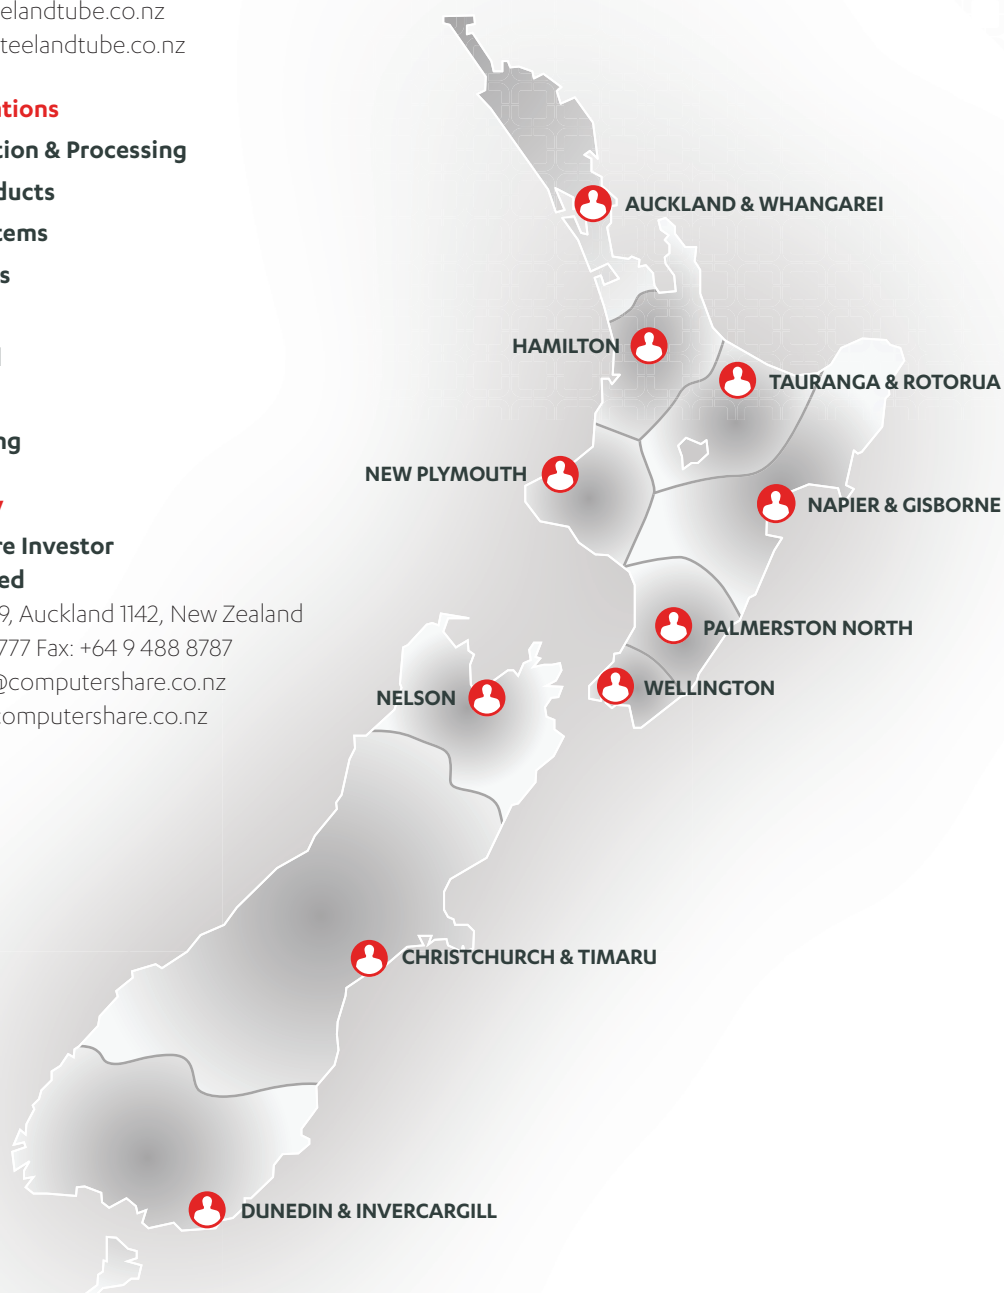 elandtube.co.nz
teelandtube.co.nz
tions
tion & Processing
ducts
tems
s
ng
re Investor
ed
9, Auckland 1142, New Zealand
777 Fax: +64 9 488 8787
@computershare.co.nz
computershare.co.nz
AUCKLAND & WHANGAREI
HAMILTON
TAURANGA & ROTORUA
NEW PLYMOUTH
NAPIER & GISBORNE
PALMERSTON NORTH
WELLINGTON
NELSON
CHRISTCHURCH & TIMARU
DUNEDIN & INVERCARGILL